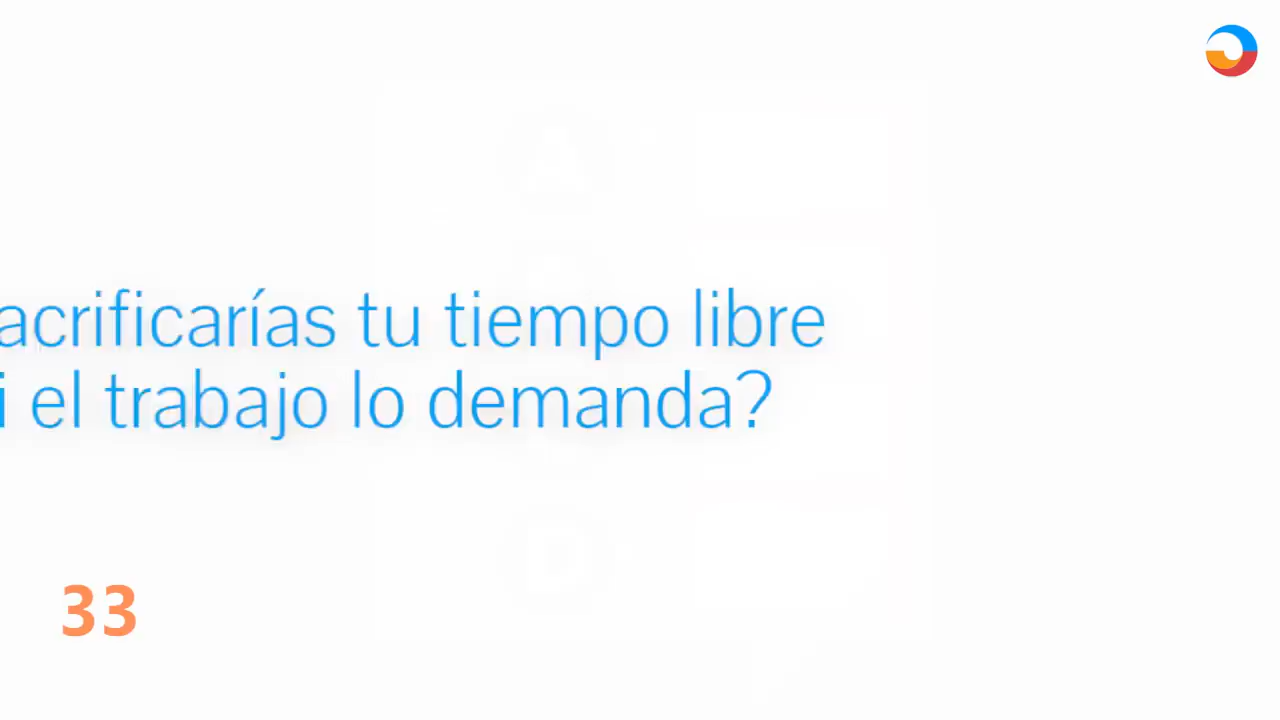 acrificarías tu tiempo libre
i el trabajo lo demanda?
33